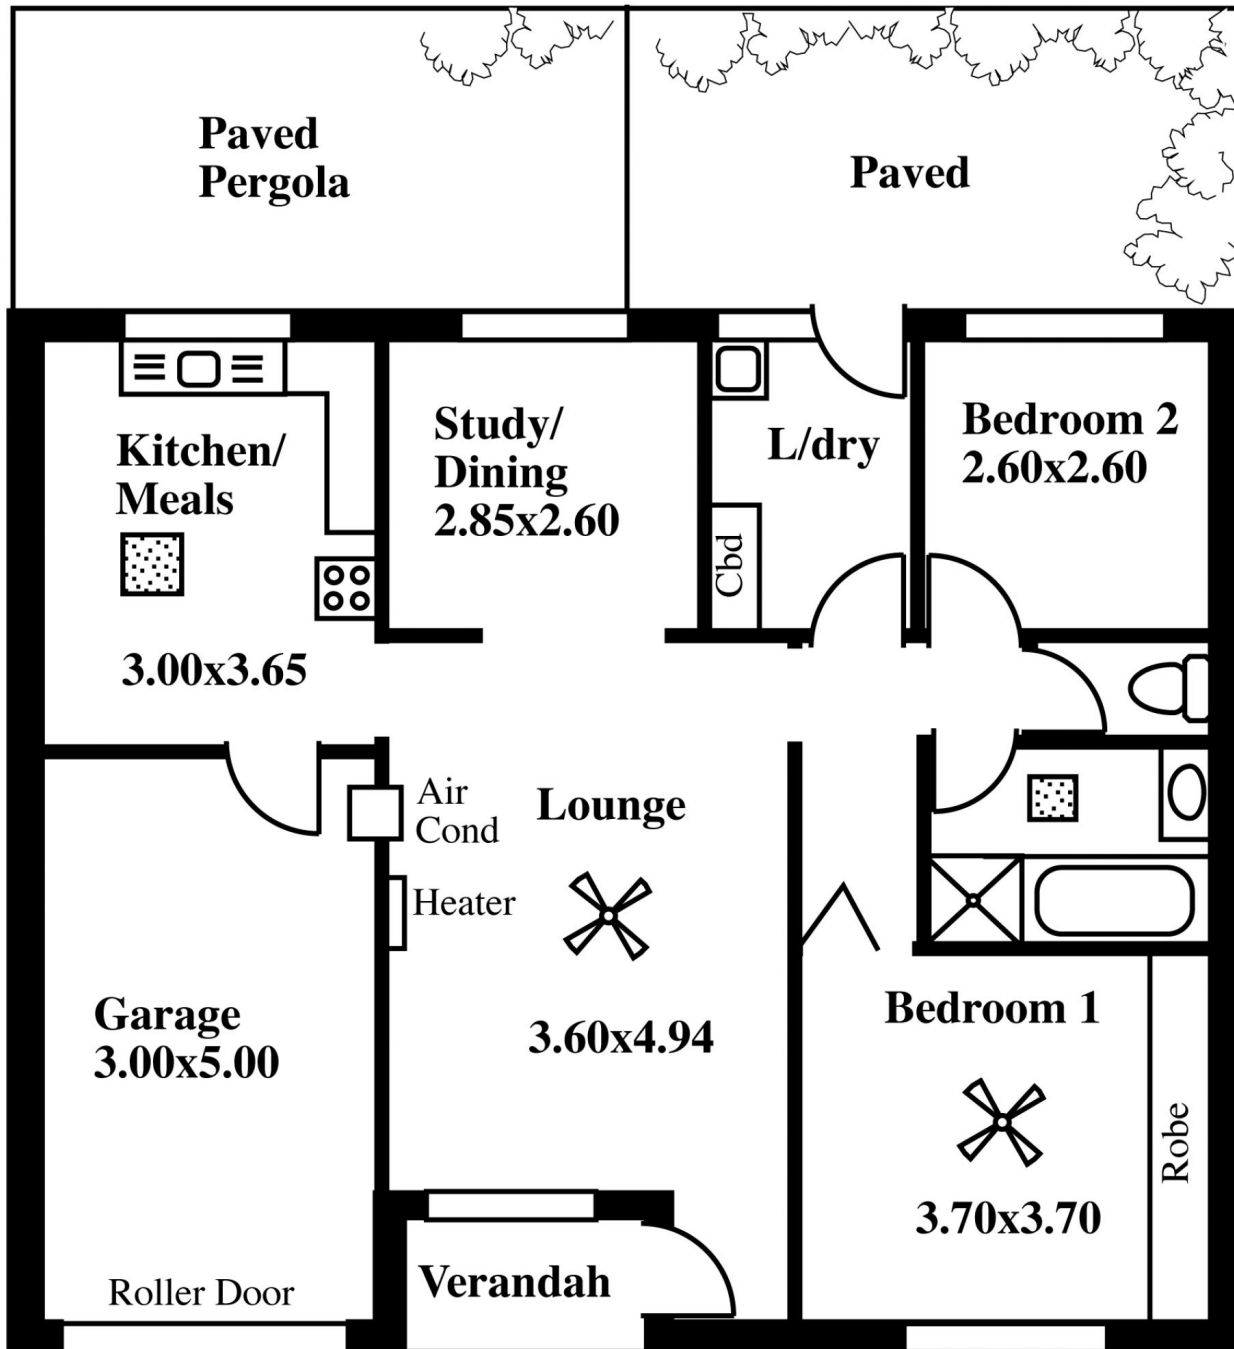 Paved
Pergola
Paved
Kitchen/
Meals
3.00x3.65
Study/
Dining
2.85x2.60
L/dry
Cbd
Bedroom 2
2.60x2.60
Air
Cond
Heater
Lounge
3.60x4.94
Garage
3.00x5.00
Roller Door
Verandah
Bedroom 1
3.70x3.70
Robe